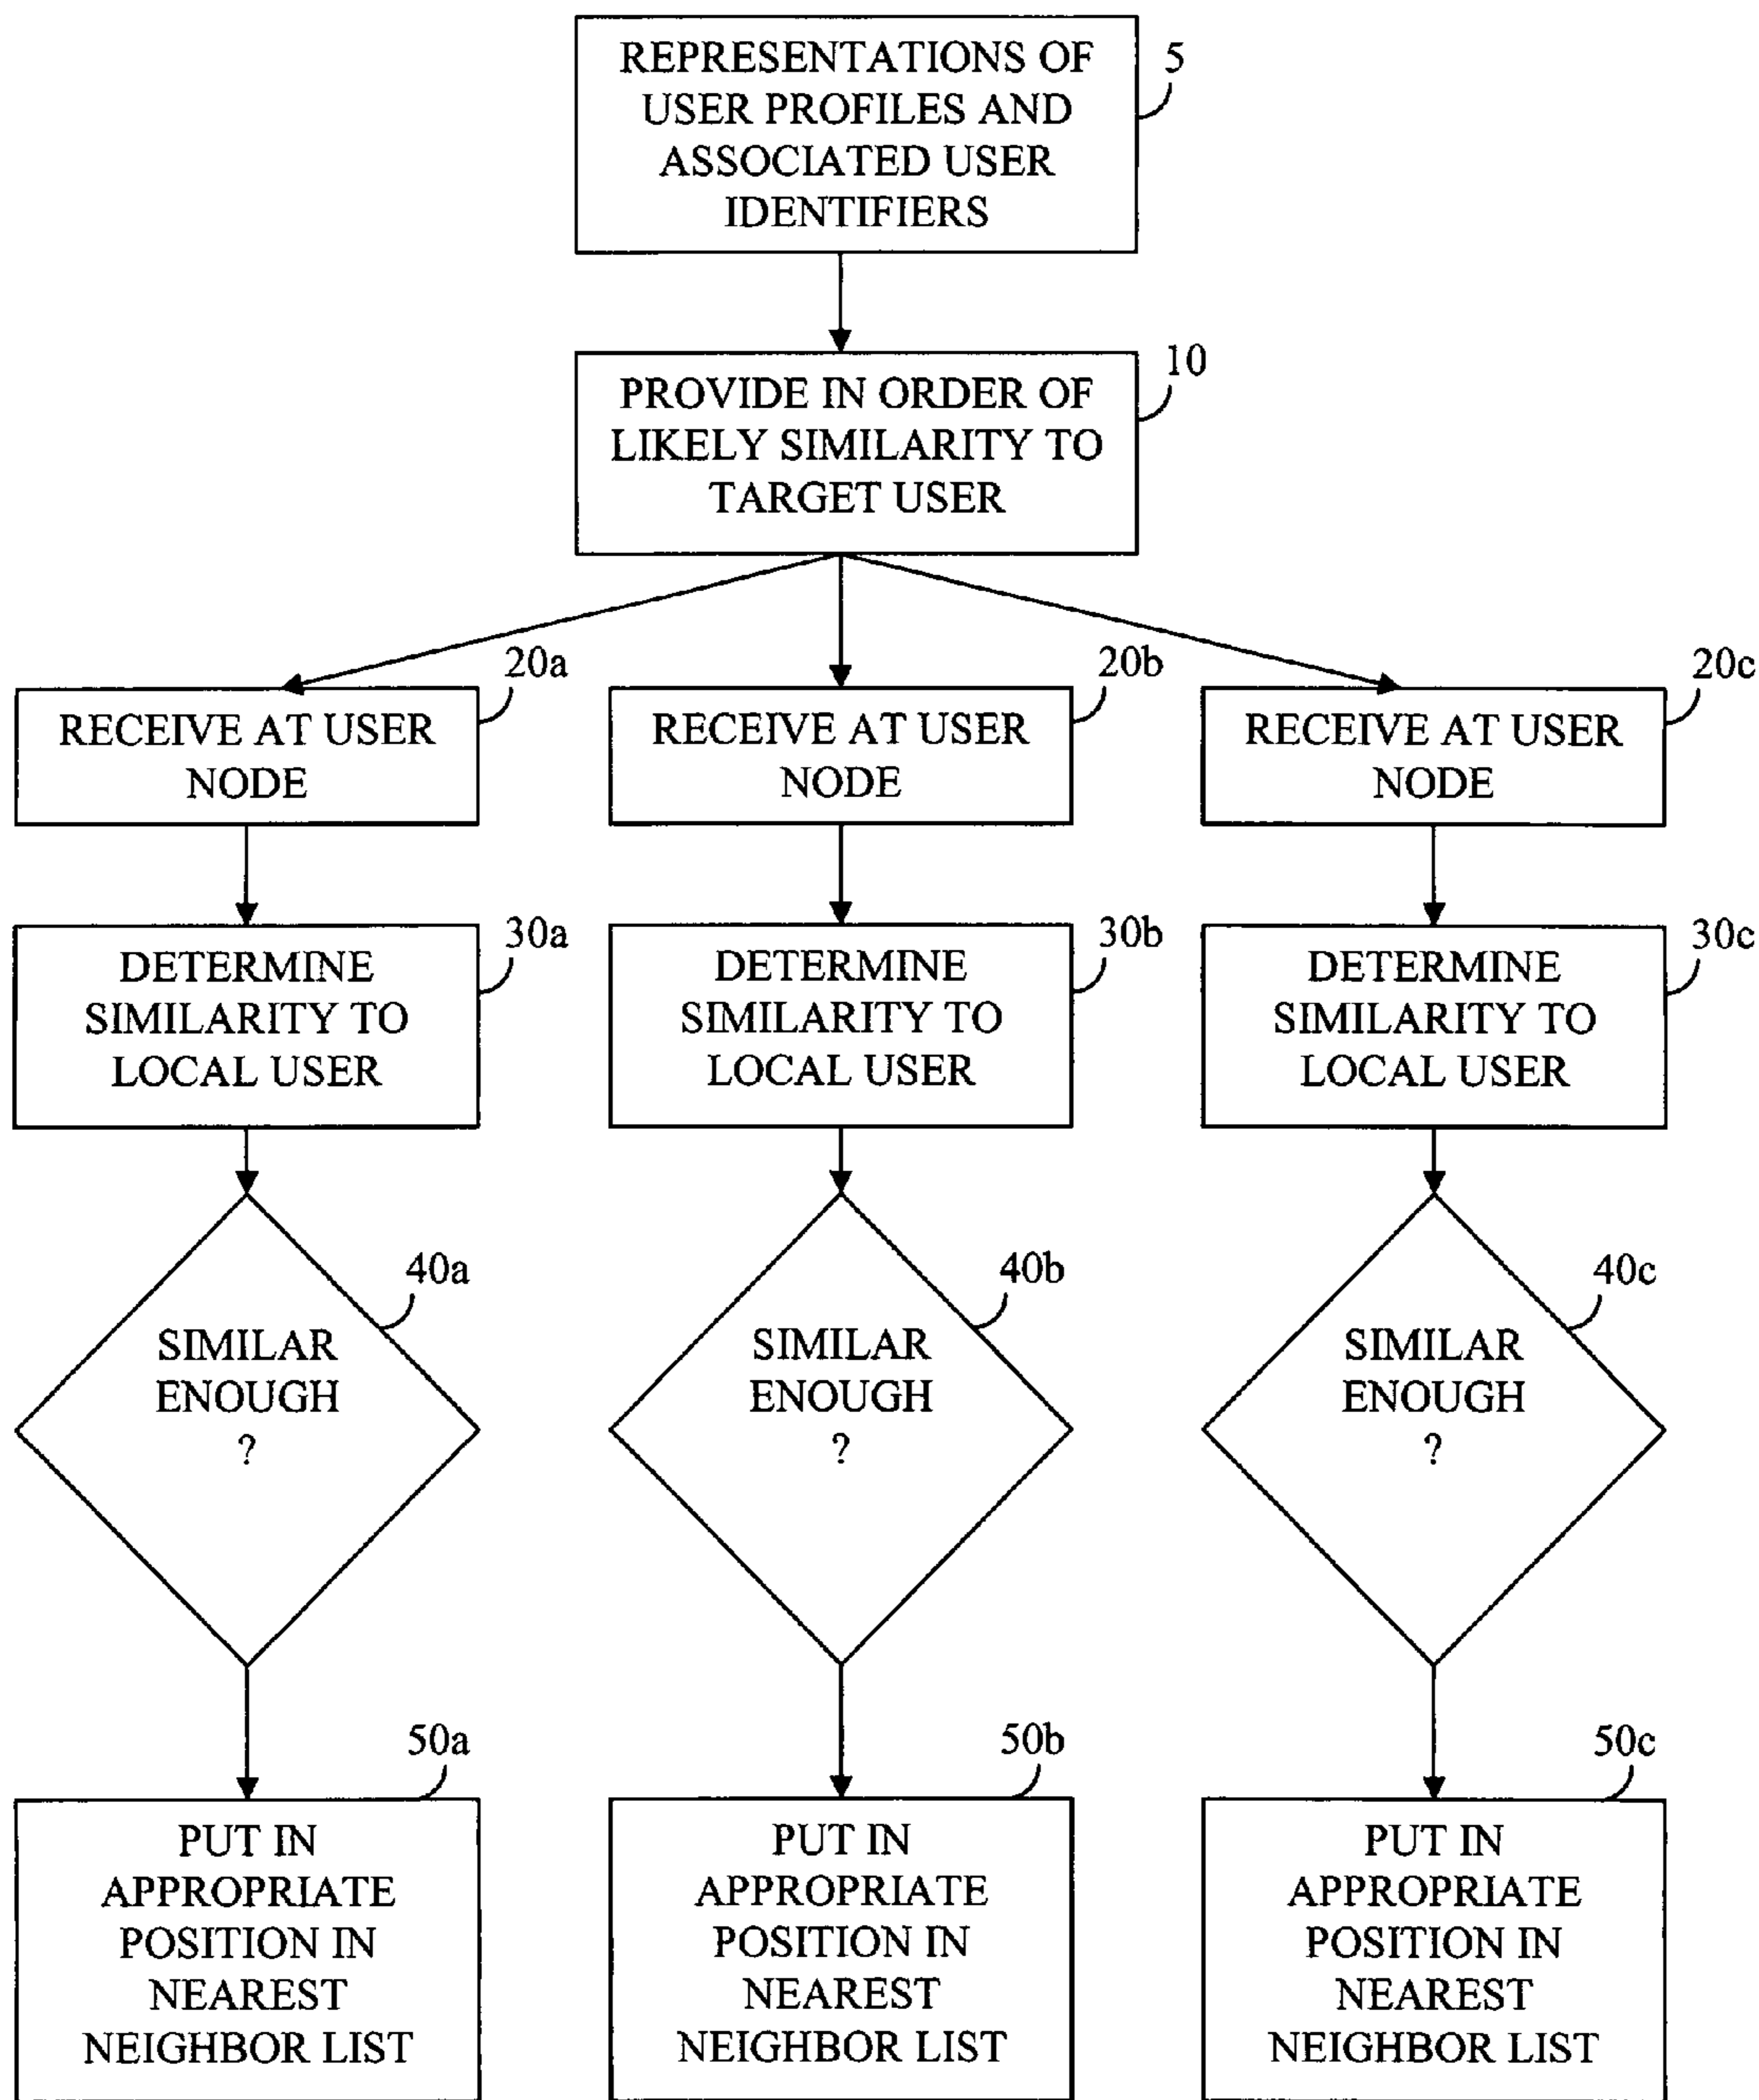 REPRESENTATIONS OF
USER PROFILES AND
ASSOCIATED USER
IDENTIFIERS
5
PROVIDE IN ORDER OF
LIKELY SIMILARITY TO
TARGET USER
10
RECEIVE AT USER
NODE
20a
RECEIVE AT USER
NODE
20b
RECEIVE AT USER
NODE
20c
DETERMINE
SIMILARITY TO
LOCAL USER
30a
DETERMINE
SIMILARITY TO
LOCAL USER
30b
DETERMINE
SIMILARITY TO
LOCAL USER
30c
SIMILAR
ENOUGH
?
40a
SIMILAR
ENOUGH
?
40b
SIMILAR
ENOUGH
?
40c
PUT IN
APPROPRIATE
POSITION IN
NEAREST
NEIGHBOR LIST
50a
PUT IN
APPROPRIATE
POSITION IN
NEAREST
NEIGHBOR LIST
50b
PUT IN
APPROPRIATE
POSITION IN
NEAREST
NEIGHBOR LIST
50c